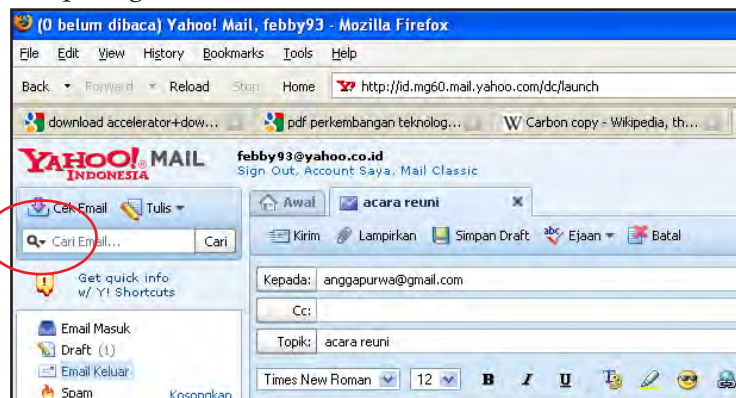 (0 belum dibaca) Yahoo! Mail, febby93 - Mozilla Firefox
File Edit View History Bookmarks Tools Help
Back Forward Reload Stop Home http://id.mg60.mail.yahoo.com/dc/launch
download accelerator+dow... pdf perkembangan teknolog... W Carbon copy - Wikipedia, th...
YAHOO! MAIL
INDONESIA
febby93@yahoo.co.id
Sign Out, Account Saya, Mail Classic
Cek Email Tulis
Cari Email... Cari
Get quick info
w/ Y! Shortcuts
Email Masuk
Draft (1)
Email Keluar
Spam Kosongkan
Awal acara reuni
Kirim Lampirkan Simpan Draft abc Ejaan Batal
Kepada: anggapurwa@gmail.com
Cc:
Topik: acara reuni
Times New Roman 12 B I U